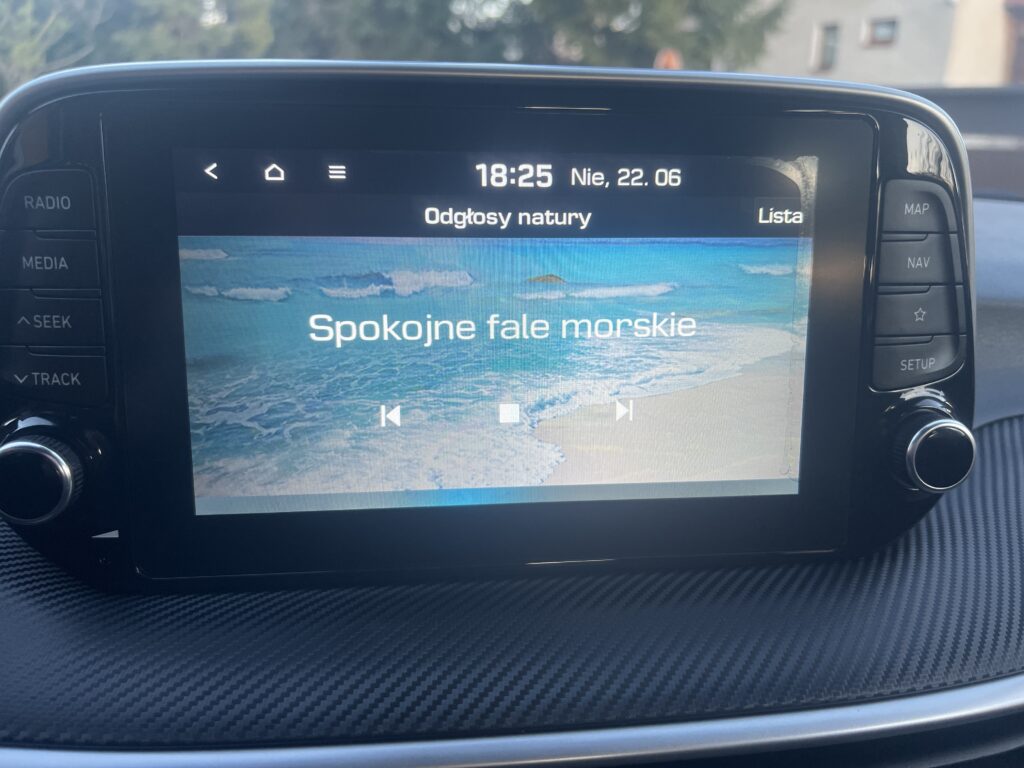 18:25 Nie, 22. 06
Odgłosy natury Lista
Spokojne fale morskie
RADIO
MEDIA
SEEK
TRACK
MAP
NAV
SETUP